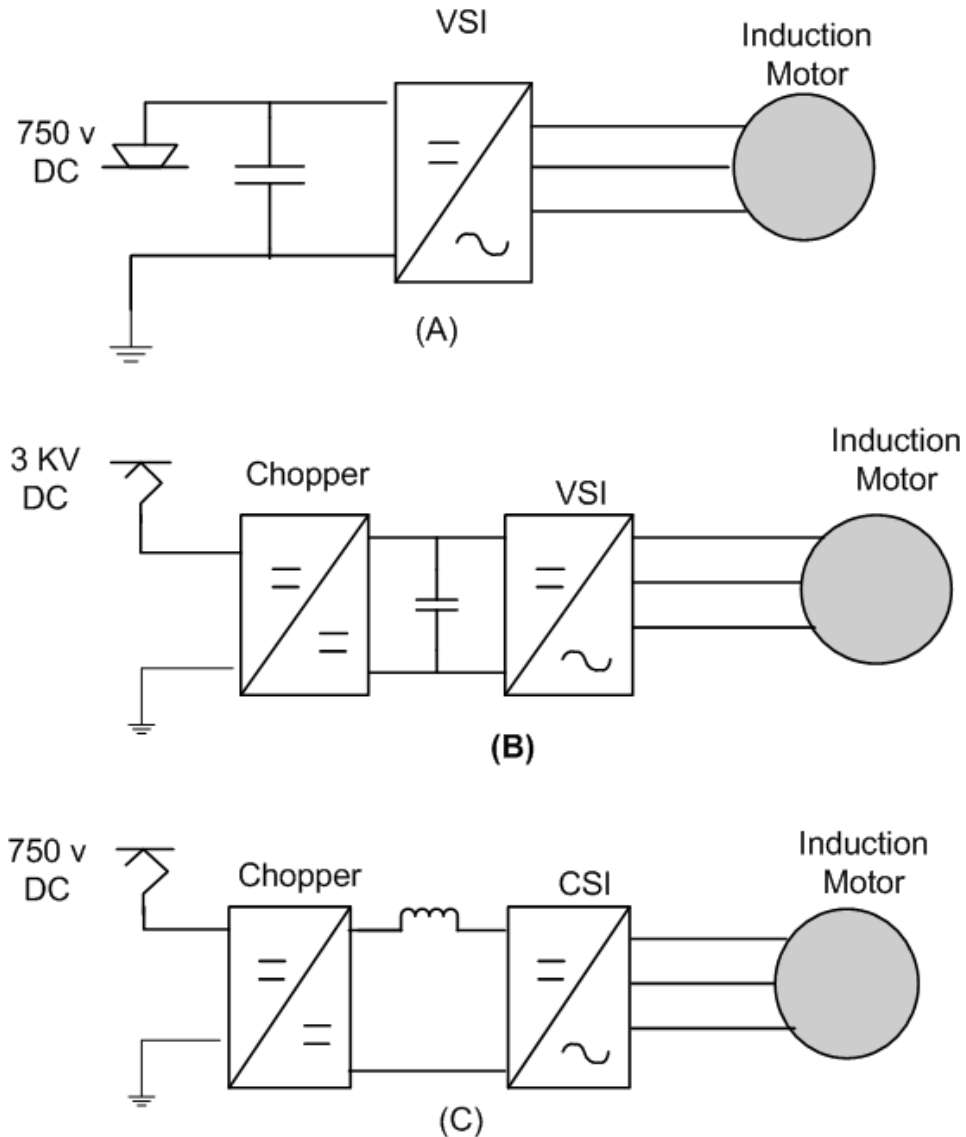 VSI
Induction
Motor
750 v
DC
(A)
3 KV
DC
Chopper
VSI
Induction
Motor
(B)
750 v
DC
Chopper
CSI
Induction
Motor
(C)